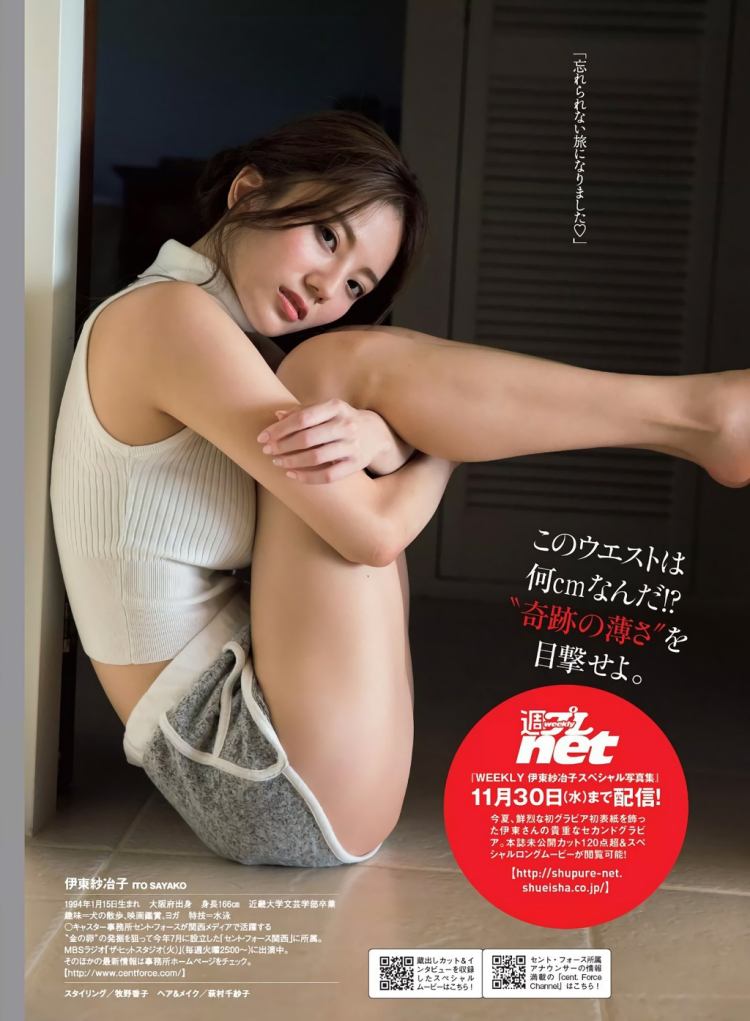 「忘れられない旅になりました♡」
このウエストは
何cmなんだ!?
〝奇跡の薄さ〟を
目撃せよ。
週プレ
weekly
net
『WEEKLY 伊東紗冶子スペシャル写真集』
11月30日(水)まで配信!
今夏、鮮烈な初グラビア初表紙を飾っ
た伊東さんの貴重なセカンドグラビ
ア。本誌未公開カット120点超&スペ
シャルロングムービーが閲覧可能!
【http://shupure-net.
shueisha.co.jp/】
伊東紗冶子 ITO SAYAKO
1994年1月15日生まれ 大阪府出身 身長166㎝ 近畿大学文芸学部卒業
趣味=犬の散歩、映画鑑賞、ヨガ 特技=水泳
○キャスター事務所セント・フォースが関西メディアで活躍する
“金の卵”の発掘を狙って今年7月に設立した「セント・フォース関西」に所属。
MBSラジオ『ザ・ヒットスタジオ(火)』(毎週火曜25:00〜)に出演中。
そのほかの最新情報は事務所ホームページをチェック。
【http://www.centforce.com/】
スタイリング/牧野香子 ヘア&メイク/萩村千紗子
蔵出しカット&イ
ンタビューを収録
したスペシャル
ムービーはこちら!
セント・フォース所属
アナウンサーの情報
満載の「cent. Force
Channel」はこちら!